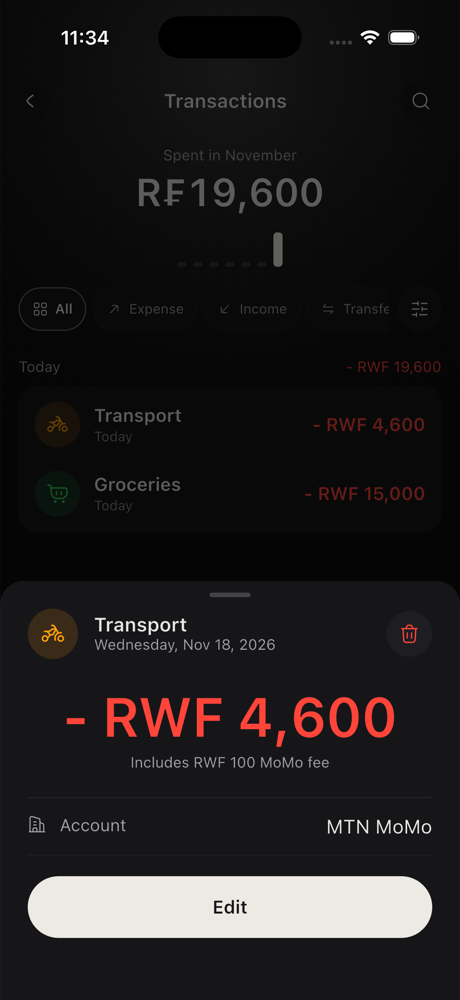 11:34
Transactions
Spent in November
R₣19,600
All
Expense
Income
Transfe
Today
- RWF 19,600
Transport
Today
- RWF 4,600
Groceries
Today
- RWF 15,000
Transport
Wednesday, Nov 18, 2026
- RWF 4,600
Includes RWF 100 MoMo fee
Account
MTN MoMo
Edit